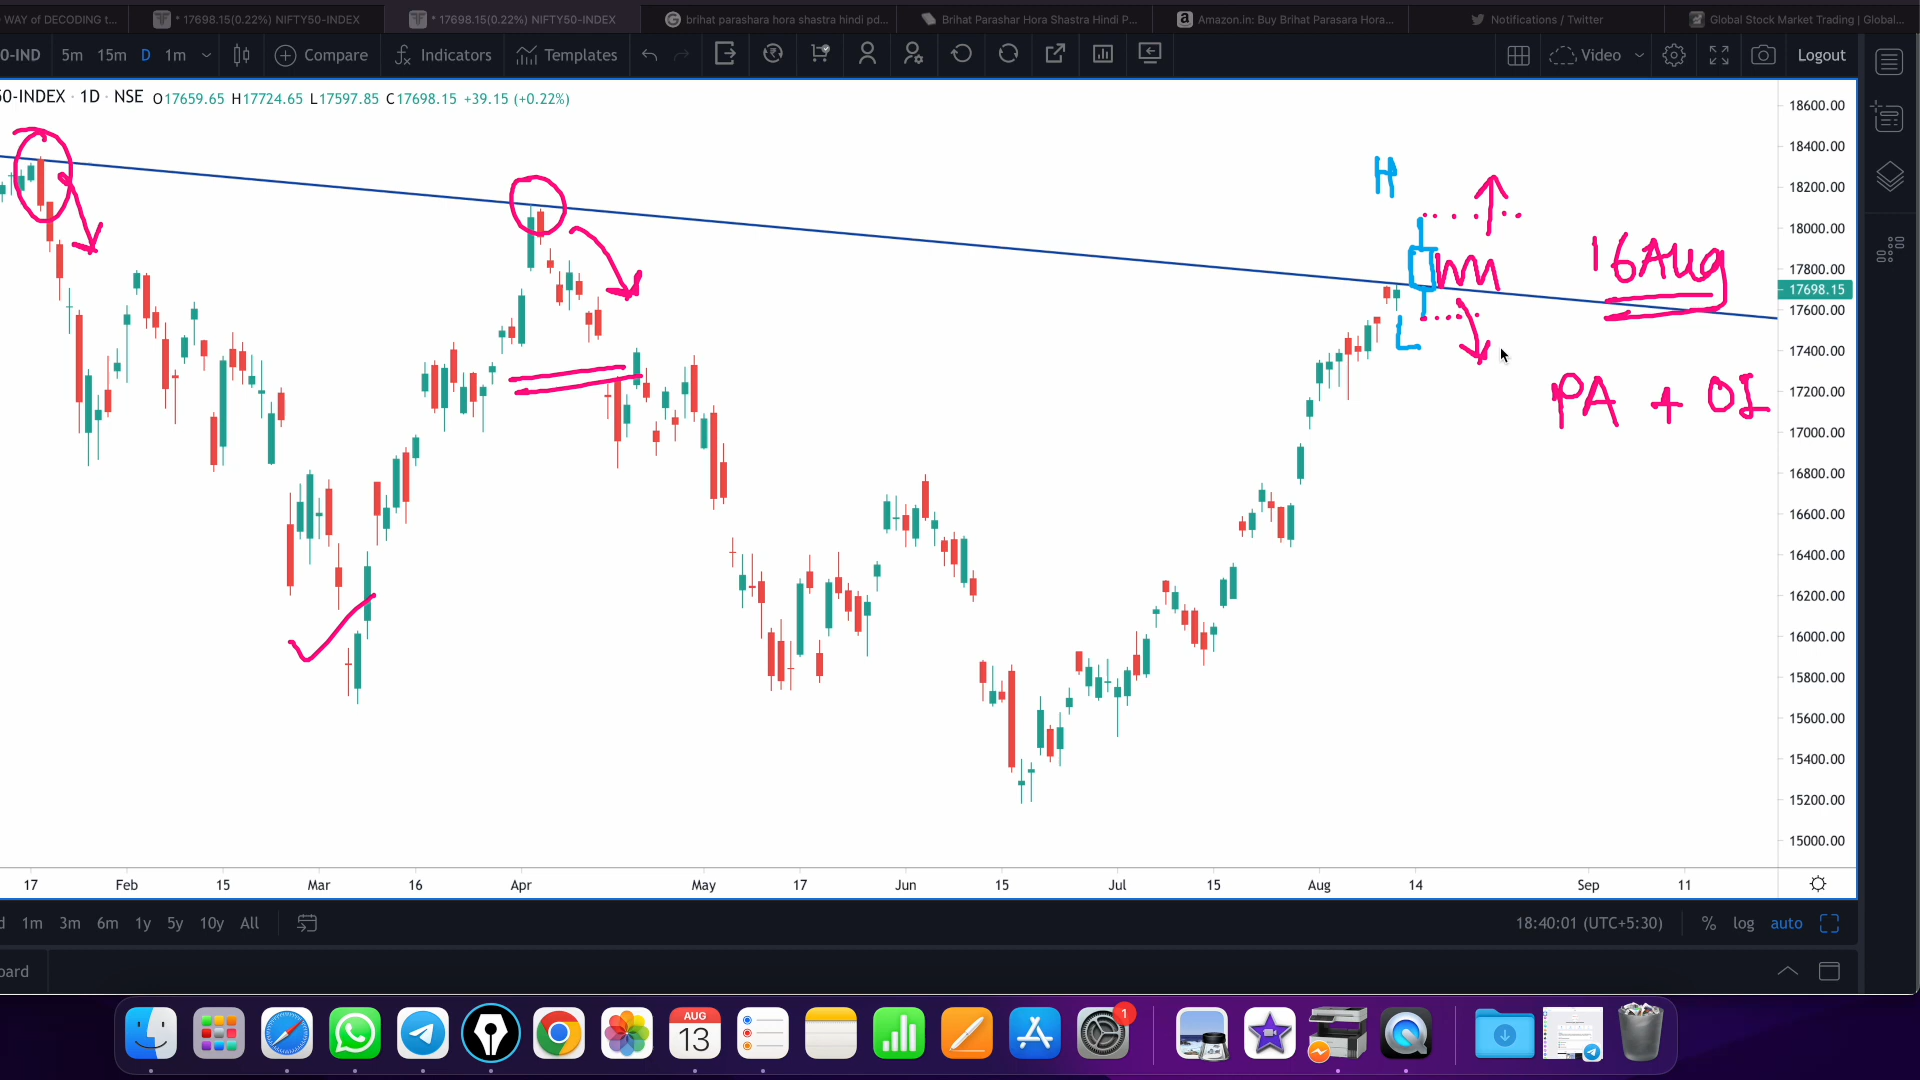 WAY of DECODING t...
* 17698.15(0.22%) NIFTY50-INDEX
* 17698.15(0.22%) NIFTY50-INDEX
brihat parashara hora shastra hindi pd...
Brihat Parashar Hora Shastra Hindi P...
Amazon.in: Buy Brihat Parasara Hora...
Notifications / Twitter
Global Stock Market Trading | Global...
0-IND 5m 15m D 1m Compare Indicators Templates Video Logout
50-INDEX · 1D · NSE O17659.65 H17724.65 L17597.85 C17698.15 +39.15 (+0.22%)
18600.00
18400.00
18200.00
18000.00
17800.00
17698.15
17600.00
17400.00
17200.00
17000.00
16800.00
16600.00
16400.00
16200.00
16000.00
15800.00
15600.00
15400.00
15200.00
15000.00
H
L
16Aug
PA + OI
17 Feb 15 Mar 16 Apr May 17 Jun 15 Jul 15 Aug 14 Sep 11
d 1m 3m 6m 1y 5y 10y All
18:40:01 (UTC+5:30) % log auto
oard
AUG
13
1